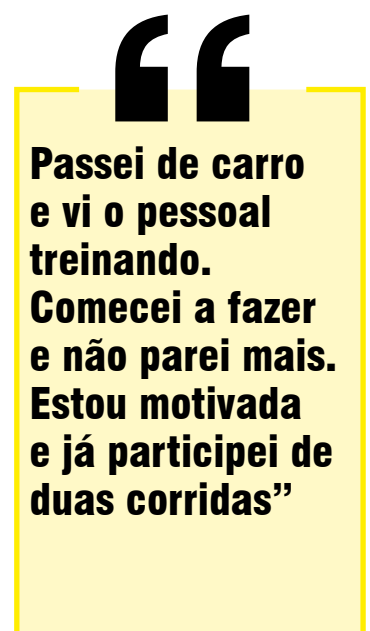 “
Passei de carro
e vi o pessoal
treinando.
Comecei a fazer
e não parei mais.
Estou motivada
e já participei de
duas corridas”